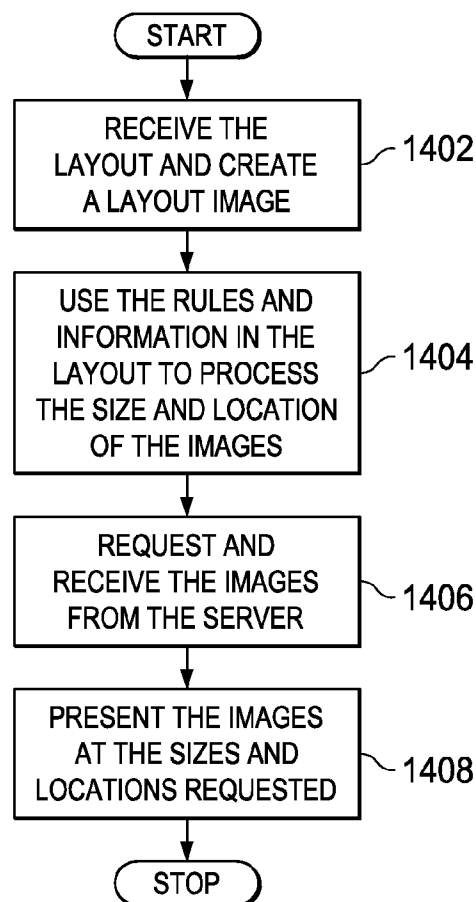 START
RECEIVE THE
LAYOUT AND CREATE
A LAYOUT IMAGE
1402
USE THE RULES AND
INFORMATION IN THE
LAYOUT TO PROCESS
THE SIZE AND LOCATION
OF THE IMAGES
1404
REQUEST AND
RECEIVE THE IMAGES
FROM THE SERVER
1406
PRESENT THE IMAGES
AT THE SIZES AND
LOCATIONS REQUESTED
1408
STOP